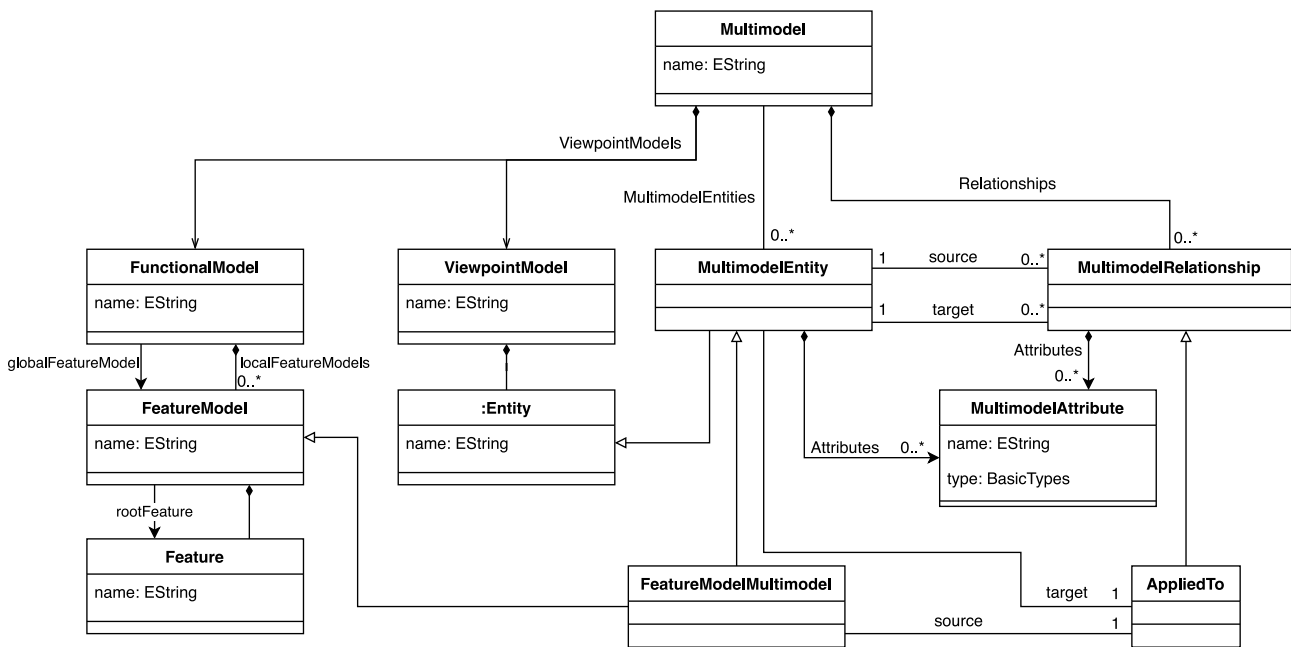 Multimodel
name: EString
ViewpointModels
MultimodelEntities
Relationships
0..*
0..*
FunctionalModel
name: EString
ViewpointModel
name: EString
MultimodelEntity
1
source
0..*
1
target
0..*
MultimodelRelationship
globalFeatureModel
localFeatureModels
0..*
Attributes
0..*
FeatureModel
name: EString
:Entity
name: EString
Attributes
0..*
MultimodelAttribute
name: EString
type: BasicTypes
rootFeature
Feature
name: EString
FeatureModelMultimodel
AppliedTo
target
1
source
1